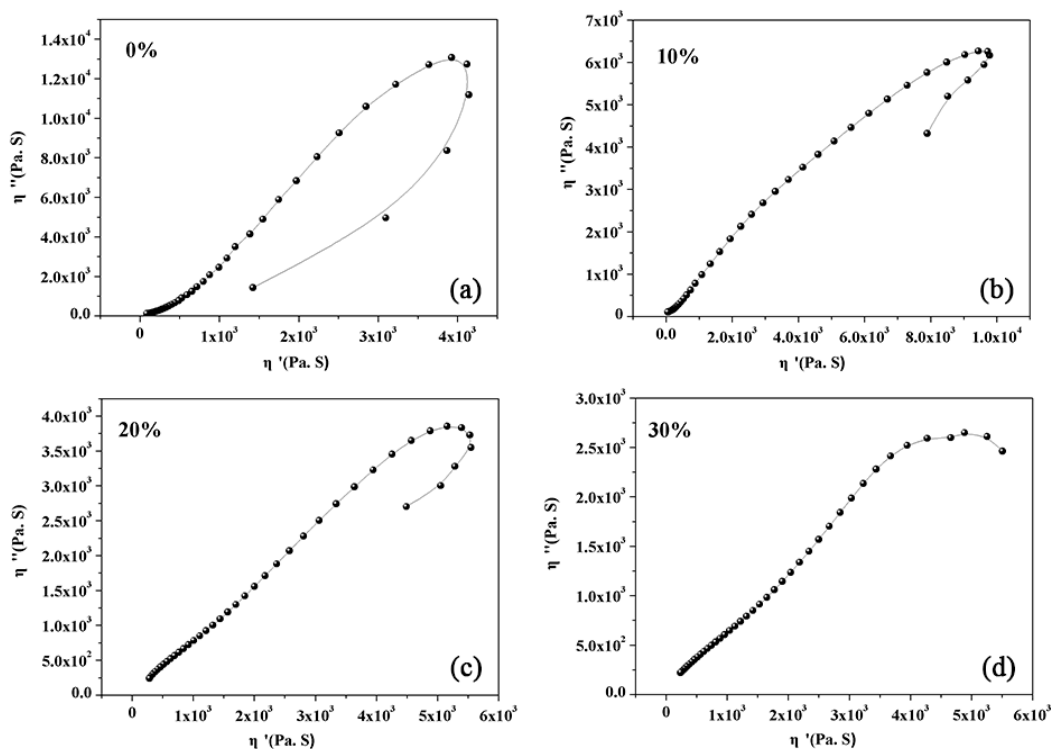 0%
1.4x10⁴
1.2x10⁴
1.0x10⁴
8.0x10³
6.0x10³
4.0x10³
2.0x10³
0.0
0
1x10³
2x10³
3x10³
4x10³
η ''(Pa. S)
η '(Pa. S)
(a)
10%
7x10³
6x10³
5x10³
4x10³
3x10³
2x10³
1x10³
0
0.0
2.0x10³
4.0x10³
6.0x10³
8.0x10³
1.0x10⁴
η ''(Pa. S)
η '(Pa. S)
(b)
20%
4.0x10³
3.5x10³
3.0x10³
2.5x10³
2.0x10³
1.5x10³
1.0x10³
5.0x10²
0.0
0
1x10³
2x10³
3x10³
4x10³
5x10³
6x10³
η ''(Pa. S)
η '(Pa. S)
(c)
30%
3.0x10³
2.5x10³
2.0x10³
1.5x10³
1.0x10³
5.0x10²
0.0
0
1x10³
2x10³
3x10³
4x10³
5x10³
6x10³
η ''(Pa. S)
η '(Pa. S)
(d)